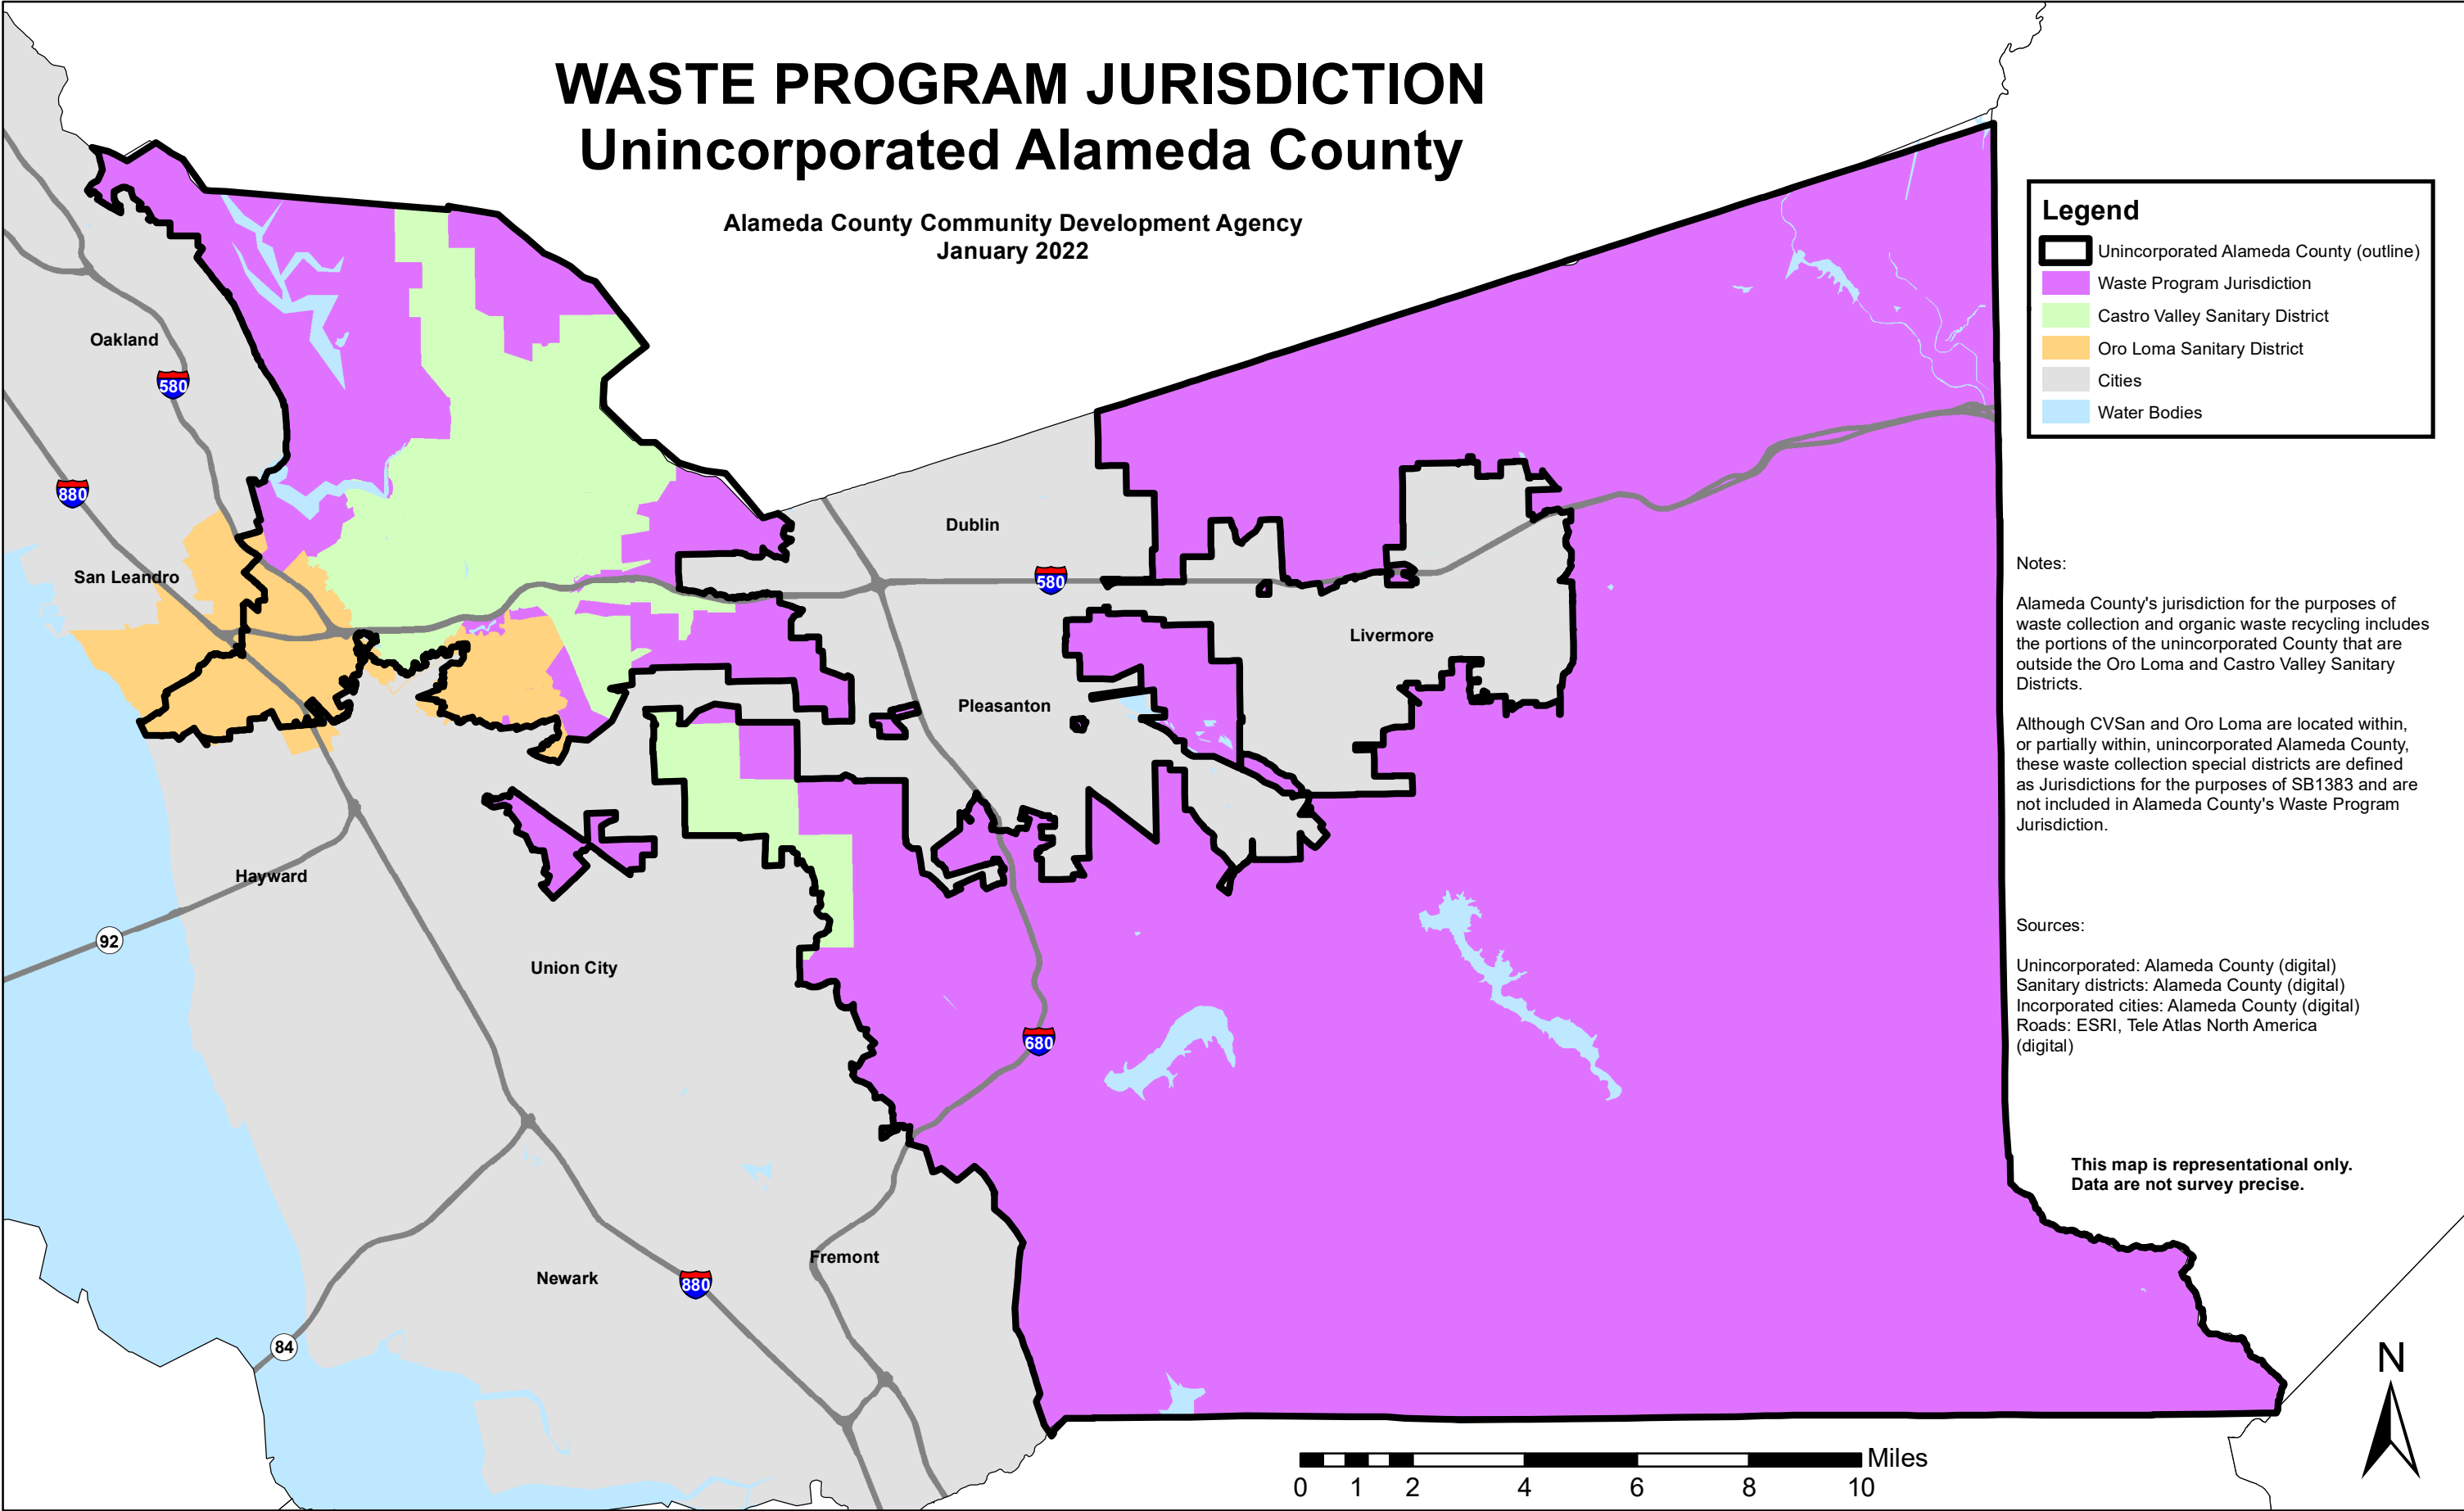 WASTE PROGRAM JURISDICTION
Unincorporated Alameda County
Alameda County Community Development Agency
January 2022
Legend
Unincorporated Alameda County (outline)
Waste Program Jurisdiction
Castro Valley Sanitary District
Oro Loma Sanitary District
Cities
Water Bodies
Oakland
580
880
San Leandro
Dublin
580
Livermore
Pleasanton
Hayward
92
Union City
680
Fremont
Newark
880
84
Notes:
Alameda County's jurisdiction for the purposes of
waste collection and organic waste recycling includes
the portions of the unincorporated County that are
outside the Oro Loma and Castro Valley Sanitary
Districts.
Although CVSan and Oro Loma are located within,
or partially within, unincorporated Alameda County,
these waste collection special districts are defined
as Jurisdictions for the purposes of SB1383 and are
not included in Alameda County's Waste Program
Jurisdiction.
Sources:
Unincorporated: Alameda County (digital)
Sanitary districts: Alameda County (digital)
Incorporated cities: Alameda County (digital)
Roads: ESRI, Tele Atlas North America
(digital)
This map is representational only.
Data are not survey precise.
N
Miles
0 1 2 4 6 8 10